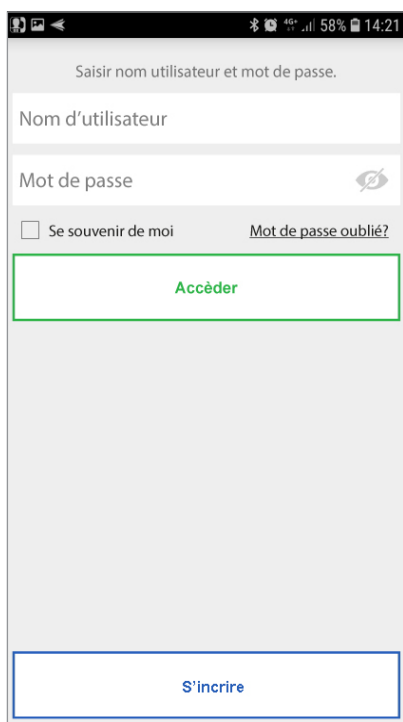 4G+ 58% 14:21
Saisir nom utilisateur et mot de passe.
Nom d’utilisateur
Mot de passe
Se souvenir de moi Mot de passe oublié?
Accèder
S’incrire